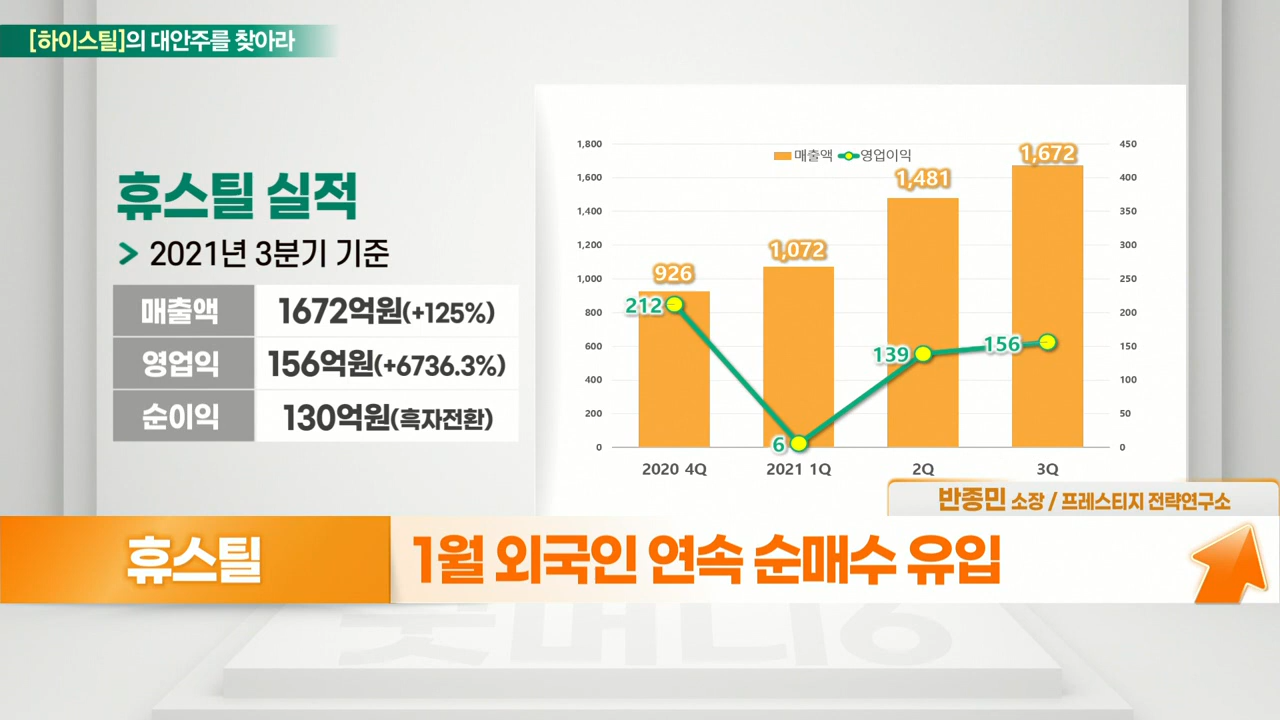 [하이스틸]의 대안주를 찾아라
휴스틸 실적
> 2021년 3분기 기준
매출액 1672억원(+125%)
영업익 156억원(+6736.3%)
순이익 130억원(흑자전환)
매출액 영업이익
1,800
1,600
1,400
1,200
1,000
800
600
400
200
0
926
1,072
1,481
1,672
212
6
139
156
450
400
350
300
250
200
150
100
50
0
2020 4Q 2021 1Q 2Q 3Q
반종민 소장 / 프레스티지 전략연구소
휴스틸
1월 외국인 연속 순매수 유입